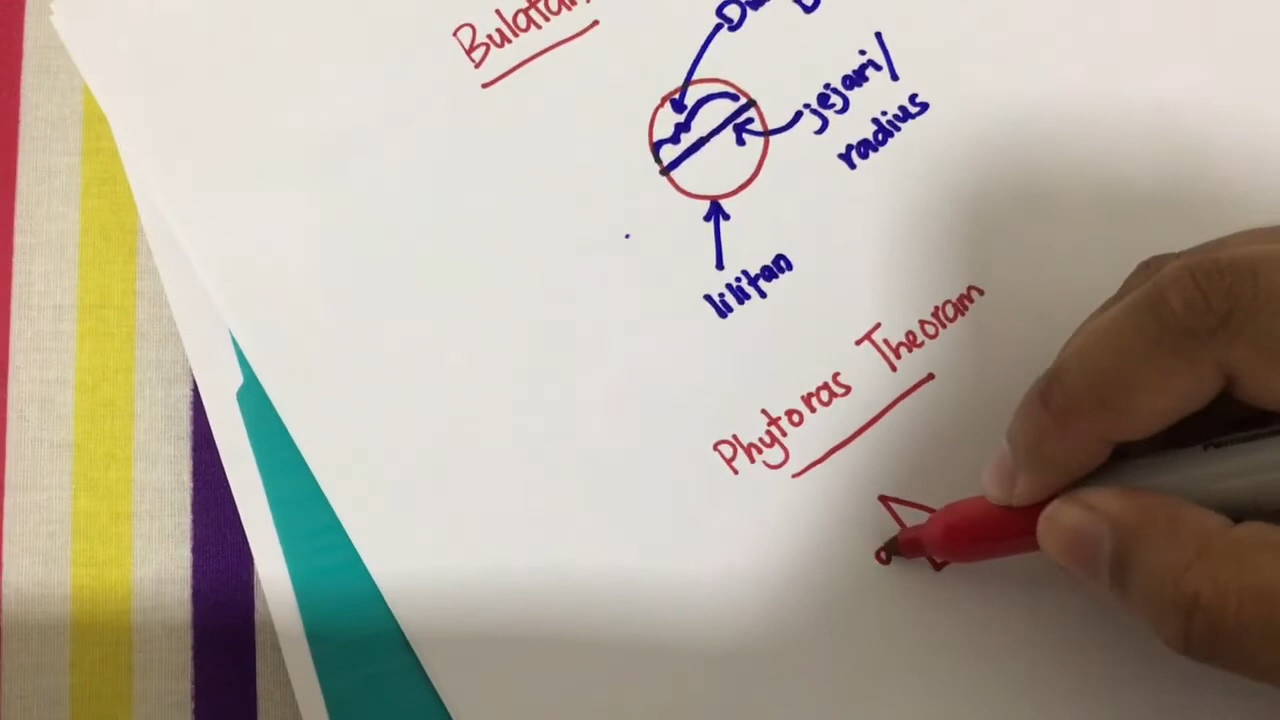 Bulatan
jejari/
radius
lilitan
Phytoras Theoram
a